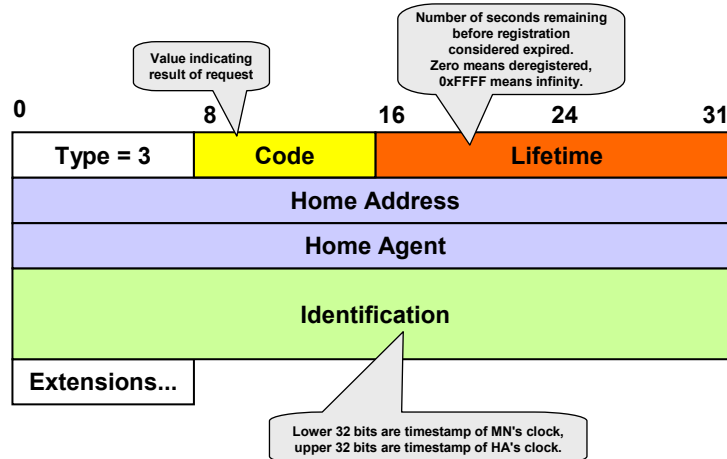 Number of seconds remaining
before registration
considered expired.
Zero means deregistered,
0xFFFF means infinity.
Value indicating
result of request
0 8 16 24 31
Type = 3 Code Lifetime
Home Address
Home Agent
Identification
Extensions...
Lower 32 bits are timestamp of MN's clock,
upper 32 bits are timestamp of HA's clock.